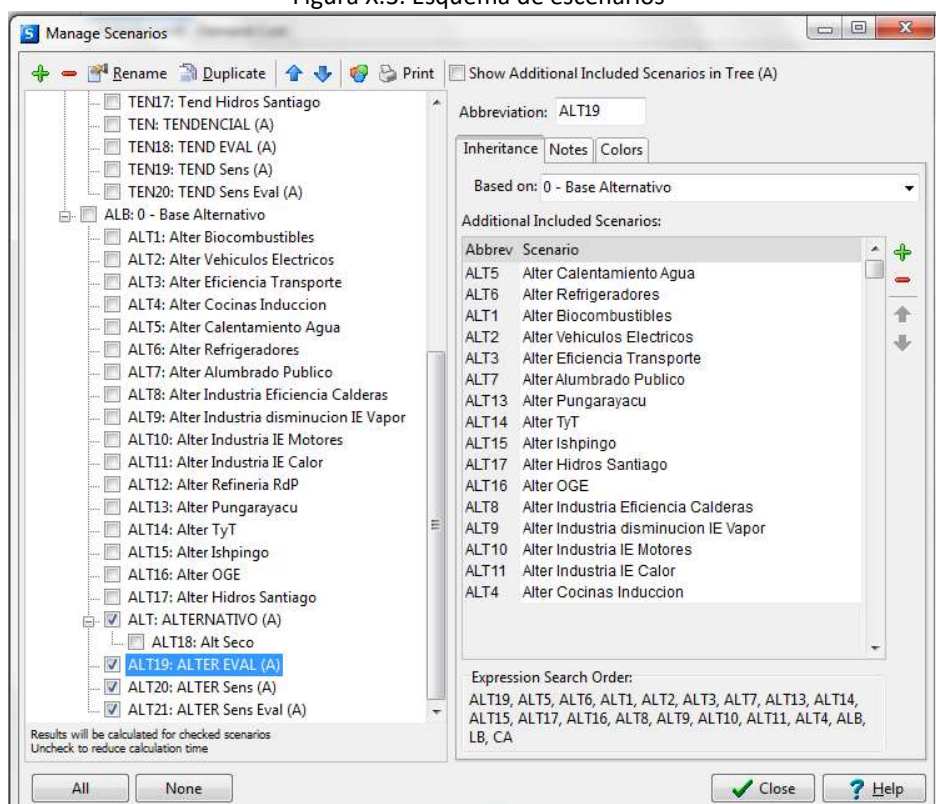 Figura X.3. Esquema de escenarios
Manage Scenarios
Rename Duplicate Print Show Additional Included Scenarios in Tree (A)
TEN17: Tend Hidros Santiago
TEN: TENDENCIAL (A)
TEN18: TEND EVAL (A)
TEN19: TEND Sens (A)
TEN20: TEND Sens Eval (A)
ALB: 0 - Base Alternativo
ALT1: Alter Biocombustibles
ALT2: Alter Vehiculos Electricos
ALT3: Alter Eficiencia Transporte
ALT4: Alter Cocinas Induccion
ALT5: Alter Calentamiento Agua
ALT6: Alter Refrigeradores
ALT7: Alter Alumbrado Publico
ALT8: Alter Industria Eficiencia Calderas
ALT9: Alter Industria disminucion IE Vapor
ALT10: Alter Industria IE Motores
ALT11: Alter Industria IE Calor
ALT12: Alter Refineria RdP
ALT13: Alter Pungarayacu
ALT14: Alter TyT
ALT15: Alter Ishpingo
ALT16: Alter OGE
ALT17: Alter Hidros Santiago
ALT: ALTERNATIVO (A)
ALT18: Alt Seco
ALT19: ALTER EVAL (A)
ALT20: ALTER Sens (A)
ALT21: ALTER Sens Eval (A)
Results will be calculated for checked scenarios
Uncheck to reduce calculation time
All None
Abbreviation: ALT19
Inheritance Notes Colors
Based on: 0 - Base Alternativo
Additional Included Scenarios:
Abbrev Scenario
ALT5 Alter Calentamiento Agua
ALT6 Alter Refrigeradores
ALT1 Alter Biocombustibles
ALT2 Alter Vehiculos Electricos
ALT3 Alter Eficiencia Transporte
ALT7 Alter Alumbrado Publico
ALT13 Alter Pungarayacu
ALT14 Alter TyT
ALT15 Alter Ishpingo
ALT17 Alter Hidros Santiago
ALT16 Alter OGE
ALT8 Alter Industria Eficiencia Calderas
ALT9 Alter Industria disminucion IE Vapor
ALT10 Alter Industria IE Motores
ALT11 Alter Industria IE Calor
ALT4 Alter Cocinas Induccion
Expression Search Order:
ALT19, ALT5, ALT6, ALT1, ALT2, ALT3, ALT7, ALT13, ALT14,
ALT15, ALT17, ALT16, ALT8, ALT9, ALT10, ALT11, ALT4, ALB,
LB, CA
Close Help